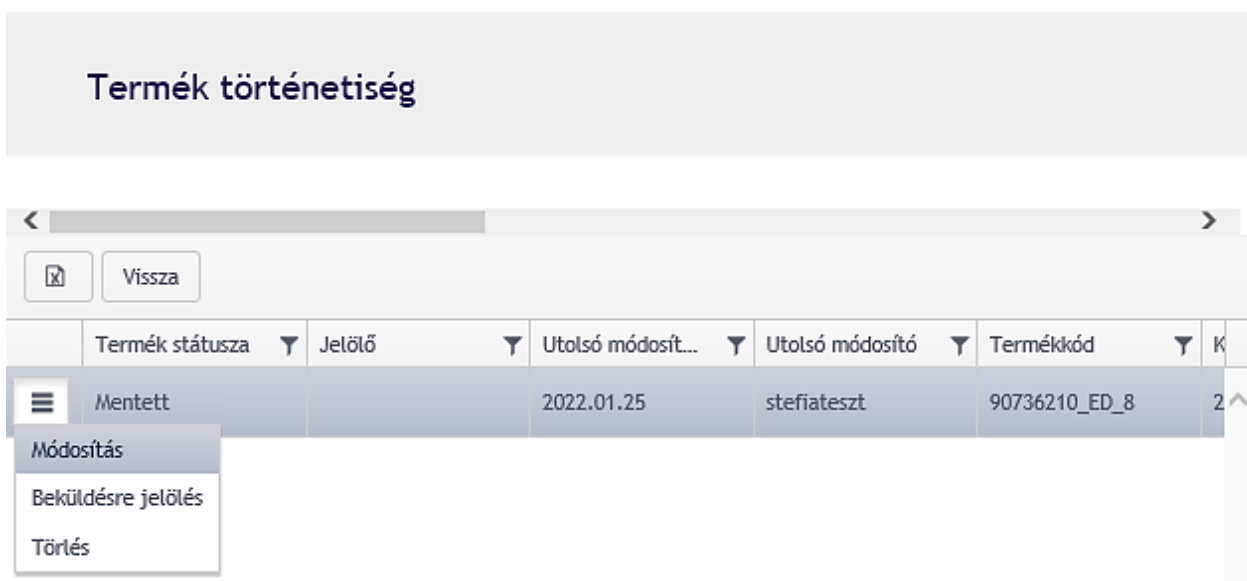 Termék történetiség
Vissza
Termék státusza Jelölő Utolsó módosít... Utolsó módosító Termékkód K
Mentett 2022.01.25 stefiateszt 90736210_ED_8 2
Módosítás
Beküldésre jelölés
Törlés